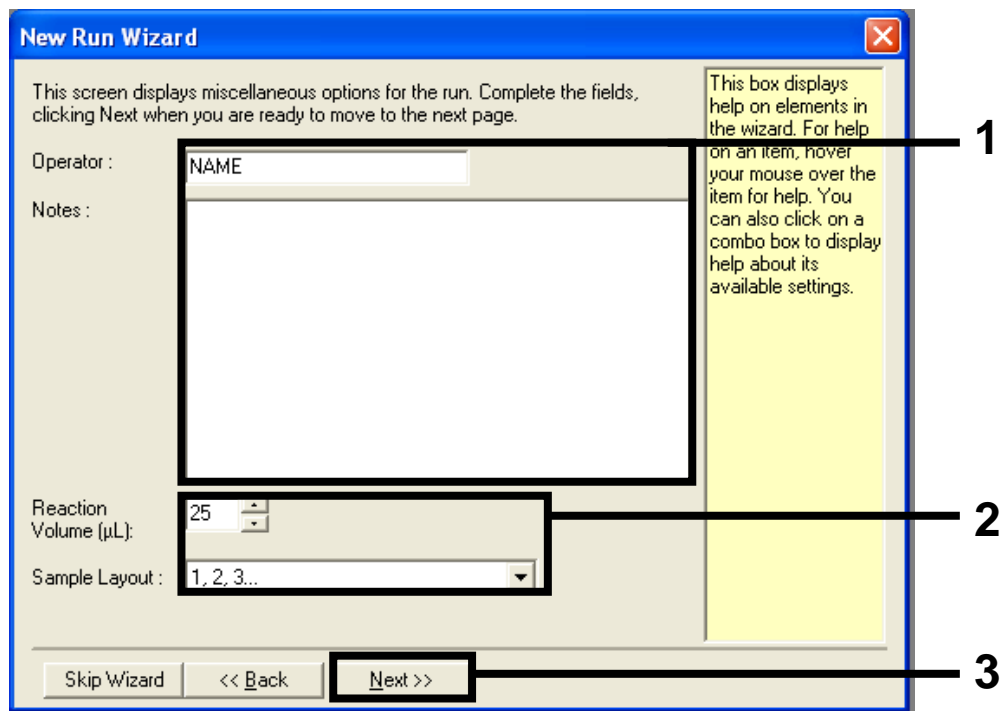 New Run Wizard
This screen displays miscellaneous options for the run. Complete the fields,
clicking Next when you are ready to move to the next page.
Operator :
NAME
Notes :
Reaction
Volume (µL):
25
Sample Layout :
1, 2, 3...
Skip Wizard
<< Back
Next >>
This box displays
help on elements in
the wizard. For help
on an item, hover
your mouse over the
item for help. You
can also click on a
combo box to display
help about its
available settings.
1
2
3